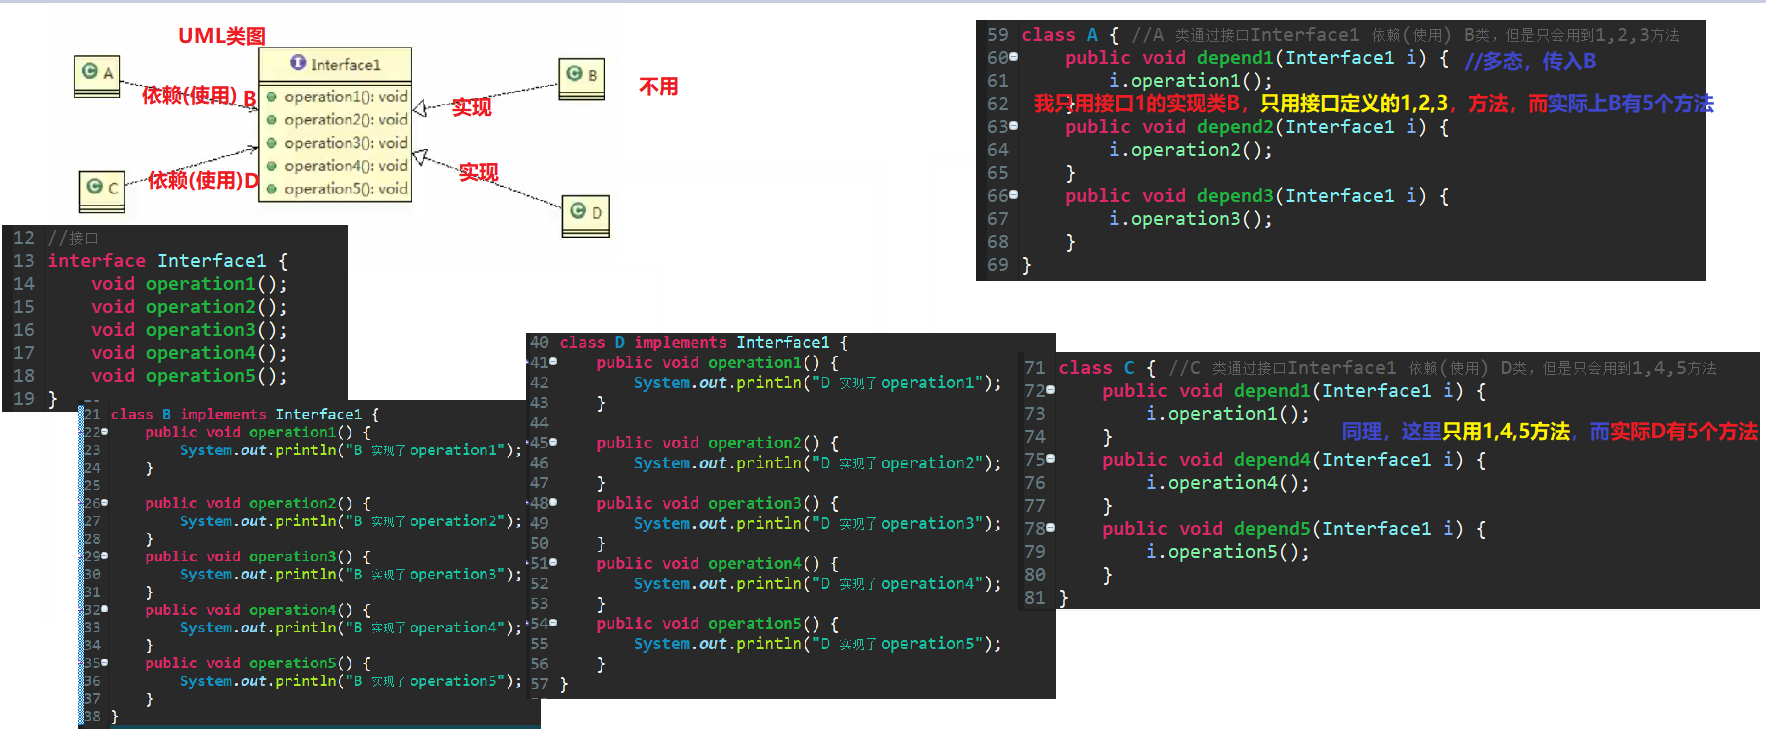 UML类图
A
Interface1
B
不用
依赖(使用) B
实现
operation1(): void
operation2(): void
operation3(): void
operation4(): void
operation5(): void
C
依赖(使用)D
实现
D
12 //接口
13 interface Interface1 {
14 void operation1();
15 void operation2();
16 void operation3();
17 void operation4();
18 void operation5();
19 }
21 class B implements Interface1 {
22 public void operation1() {
23 System.out.println("B 实现了 operation1");
24 }
25
26 public void operation2() {
27 System.out.println("B 实现了 operation2");
28 }
29 public void operation3() {
30 System.out.println("B 实现了 operation3");
31 }
32 public void operation4() {
33 System.out.println("B 实现了 operation4");
34 }
35 public void operation5() {
36 System.out.println("B 实现了 operation5");
37 }
38 }
40 class D implements Interface1 {
41 public void operation1() {
42 System.out.println("D 实现了 operation1");
43 }
44
45 public void operation2() {
46 System.out.println("D 实现了 operation2");
47 }
48 public void operation3() {
49 System.out.println("D 实现了 operation3");
50 }
51 public void operation4() {
52 System.out.println("D 实现了 operation4");
53 }
54 public void operation5() {
55 System.out.println("D 实现了 operation5");
56 }
57 }
59 class A { //A 类通过接口Interface1 依赖(使用) B类，但是只会用到1,2,3方法
60 public void depend1(Interface1 i) { //多态，传入B
61 i.operation1();
62 }
我只用接口1的实现类B，只用接口定义的1,2,3，方法，而实际上B有5个方法
63 public void depend2(Interface1 i) {
64 i.operation2();
65 }
66 public void depend3(Interface1 i) {
67 i.operation3();
68 }
69 }
71 class C { //C 类通过接口Interface1 依赖(使用) D类，但是只会用到1,4,5方法
72 public void depend1(Interface1 i) {
73 i.operation1();
74 }
同理，这里只用1,4,5方法，而实际D有5个方法
75 public void depend4(Interface1 i) {
76 i.operation4();
77 }
78 public void depend5(Interface1 i) {
79 i.operation5();
80 }
81 }